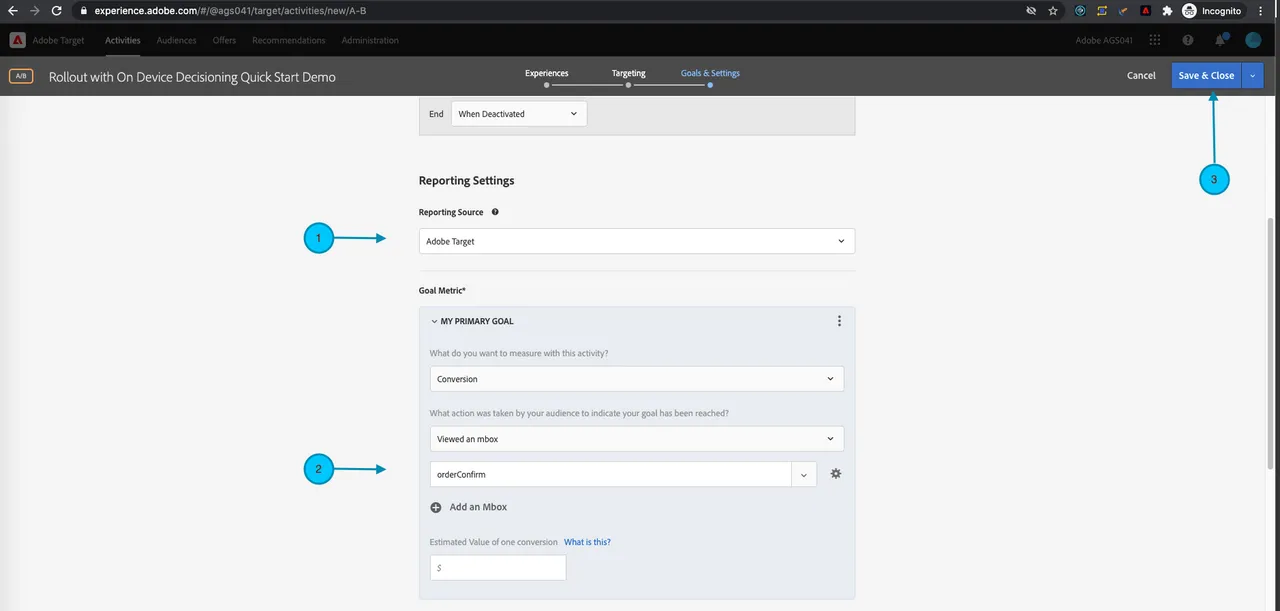 experience.adobe.com/#/@ags041/target/activities/new/A-B
Incognito
Adobe Target
Activities
Audiences
Offers
Recommendations
Administration
Adobe AGS041
A/B
Rollout with On Device Decisioning Quick Start Demo
Experiences
Targeting
Goals & Settings
Cancel
Save & Close
End
When Deactivated
3
Reporting Settings
Reporting Source
1
Adobe Target
Goal Metric*
MY PRIMARY GOAL
What do you want to measure with this activity?
Conversion
What action was taken by your audience to indicate your goal has been reached?
Viewed an mbox
2
orderConfirm
Add an Mbox
Estimated Value of one conversion What is this?
$